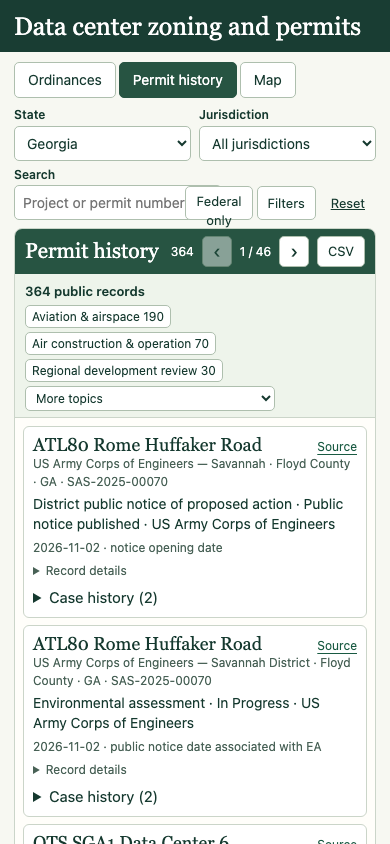 Data center zoning and permits
Ordinances
Permit history
Map
State
Jurisdiction
Georgia
All jurisdictions
Search
Project or permit number
Federal
only
Filters
Reset
Permit history
364
‹
1 / 46
›
CSV
364 public records
Aviation & airspace 190
Air construction & operation 70
Regional development review 30
More topics
ATL80 Rome Huffaker Road
Source
US Army Corps of Engineers — Savannah · Floyd County
· GA · SAS-2025-00070
District public notice of proposed action · Public
notice published · US Army Corps of Engineers
2026-11-02 · notice opening date
Record details
Case history (2)
ATL80 Rome Huffaker Road
Source
US Army Corps of Engineers — Savannah District · Floyd
County · GA · SAS-2025-00070
Environmental assessment · In Progress · US
Army Corps of Engineers
2026-11-02 · public notice date associated with EA
Record details
Case history (2)
QTS SGA1 Data Center 6
Source